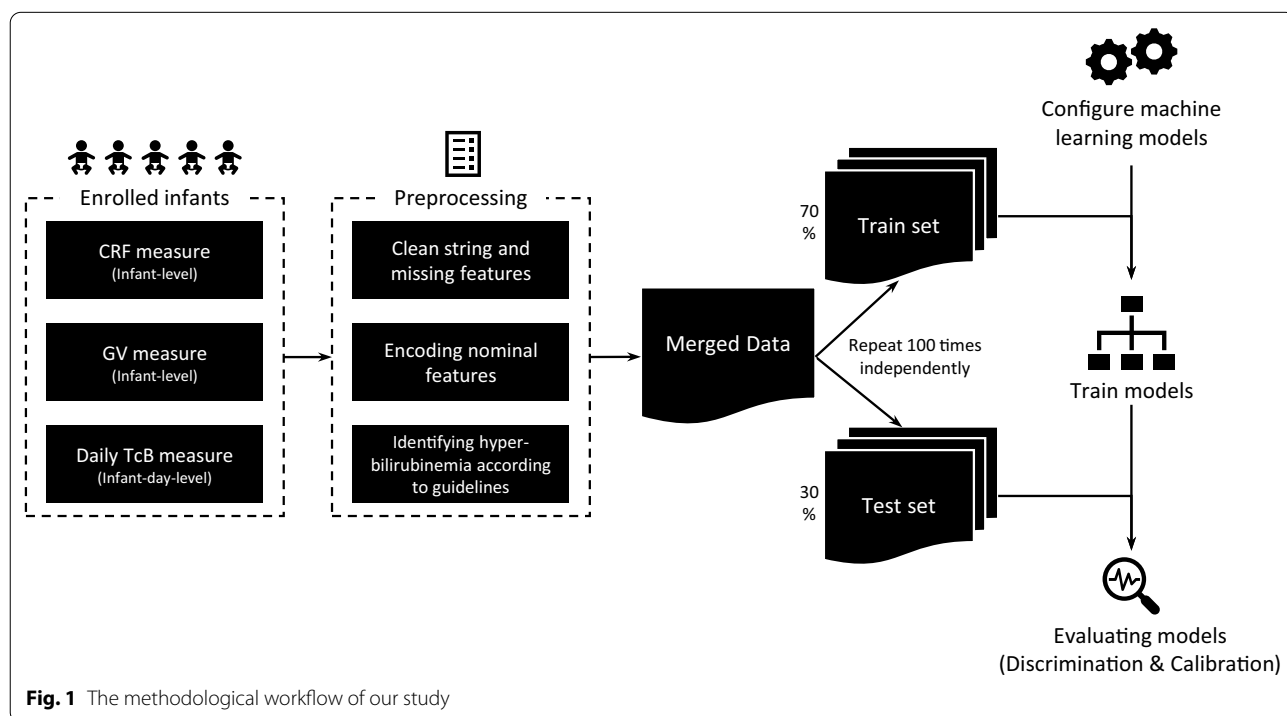 Enrolled infants
CRF measure
(Infant-level)
GV measure
(Infant-level)
Daily TcB measure
(Infant-day-level)
Preprocessing
Clean string and
missing features
Encoding nominal
features
Identifying hyper-
bilirubinemia according
to guidelines
Merged Data
Repeat 100 times
independently
70
%
Train set
30
%
Test set
Configure machine
learning models
Train models
Evaluating models
(Discrimination & Calibration)
Fig. 1 The methodological workflow of our study